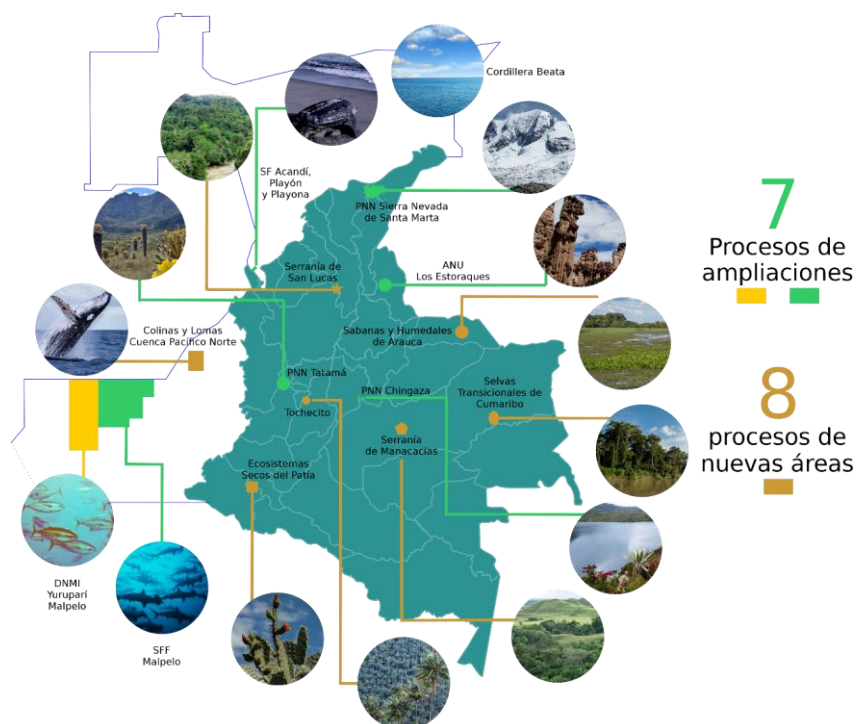 Cordillera Beata
SF Acandí,
Playón
y Playona
PNN Sierra Nevada
de Santa Marta
ANU
Los Estoraques
Serranía de
San Lucas
Colinas y Lomas
Cuenca Pacífico Norte
Sabanas y Humedales
de Arauca
PNN Tatamá
PNN Chingaza
Selvas
Transicionales de
Cumaribo
Tochecito
Serranía
de Manacacías
Ecosistemas
Secos del Patía
DNMI
Yuruparí
Malpelo
SFF
Malpelo
7
Procesos de
ampliaciones
8
procesos de
nuevas áreas